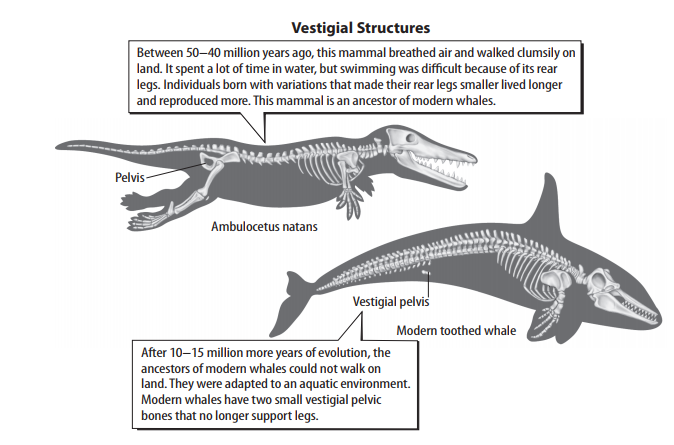 Vestigial Structures
Between 50–40 million years ago, this mammal breathed air and walked clumsily on
land. It spent a lot of time in water, but swimming was difficult because of its rear
legs. Individuals born with variations that made their rear legs smaller lived longer
and reproduced more. This mammal is an ancestor of modern whales.
Pelvis
Ambulocetus natans
Vestigial pelvis
Modern toothed whale
After 10–15 million more years of evolution, the
ancestors of modern whales could not walk on
land. They were adapted to an aquatic environment.
Modern whales have two small vestigial pelvic
bones that no longer support legs.